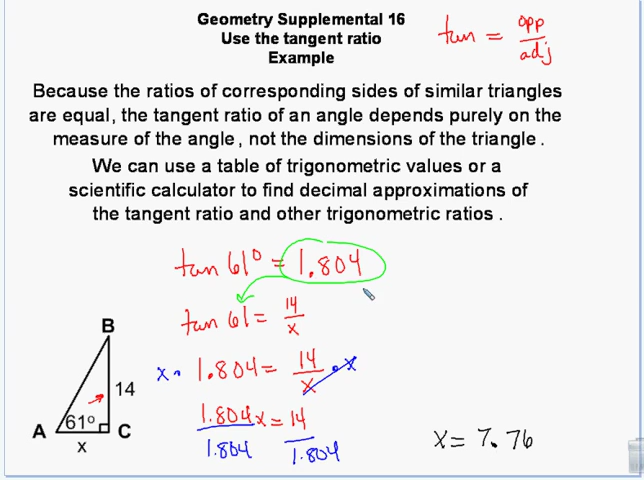 Geometry Supplemental 16
Use the tangent ratio
Example
tan = opp/adj
Because the ratios of corresponding sides of similar triangles
are equal, the tangent ratio of an angle depends purely on the
measure of the angle, not the dimensions of the triangle.
We can use a table of trigonometric values or a
scientific calculator to find decimal approximations of
the tangent ratio and other trigonometric ratios.
tan 61° = 1.804
tan 61 = 14/x
x · 1.804 = 14/x · x
1.804x = 14
1.804 1.804
x = 7.76
B
14
A 61° C
x